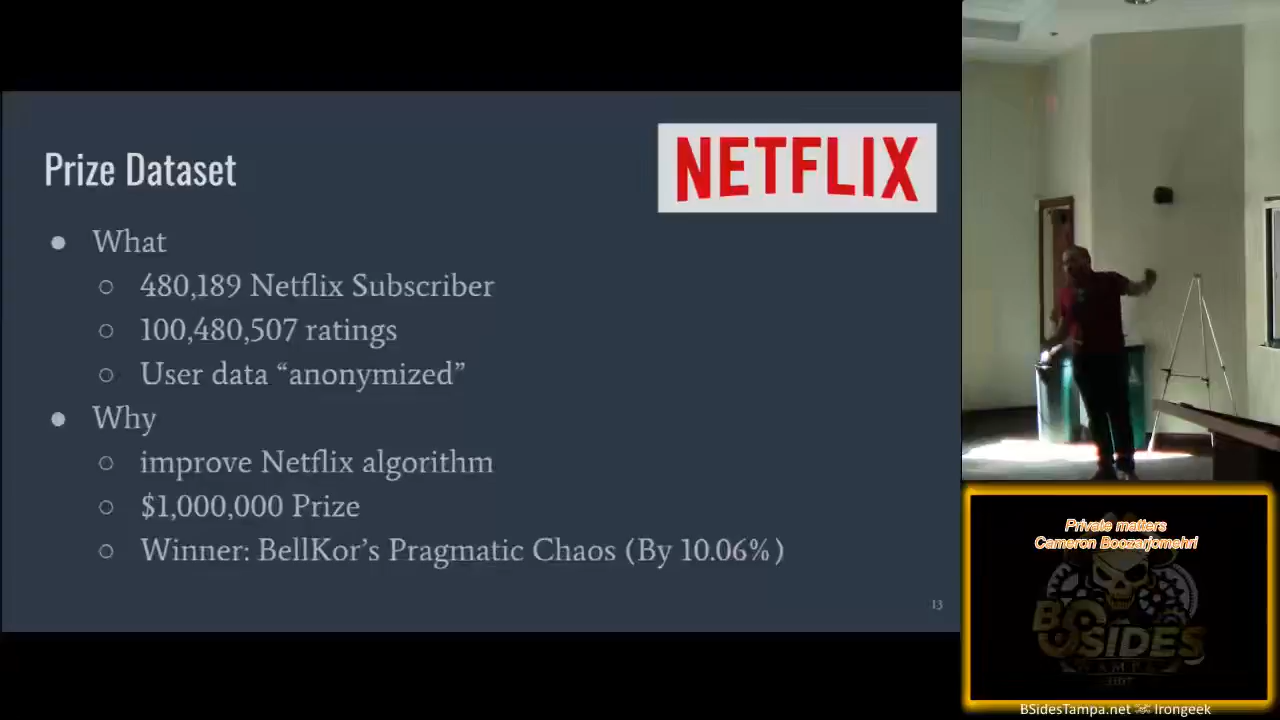 Prize Dataset
NETFLIX
● What
○ 480,189 Netflix Subscriber
○ 100,480,507 ratings
○ User data “anonymized”
● Why
○ improve Netflix algorithm
○ $1,000,000 Prize
○ Winner: BellKor’s Pragmatic Chaos (By 10.06%)
13
Private matters
Cameron Boozarjomehri
BSIDES
TAMPA
BSidesTampa.net Irongeek